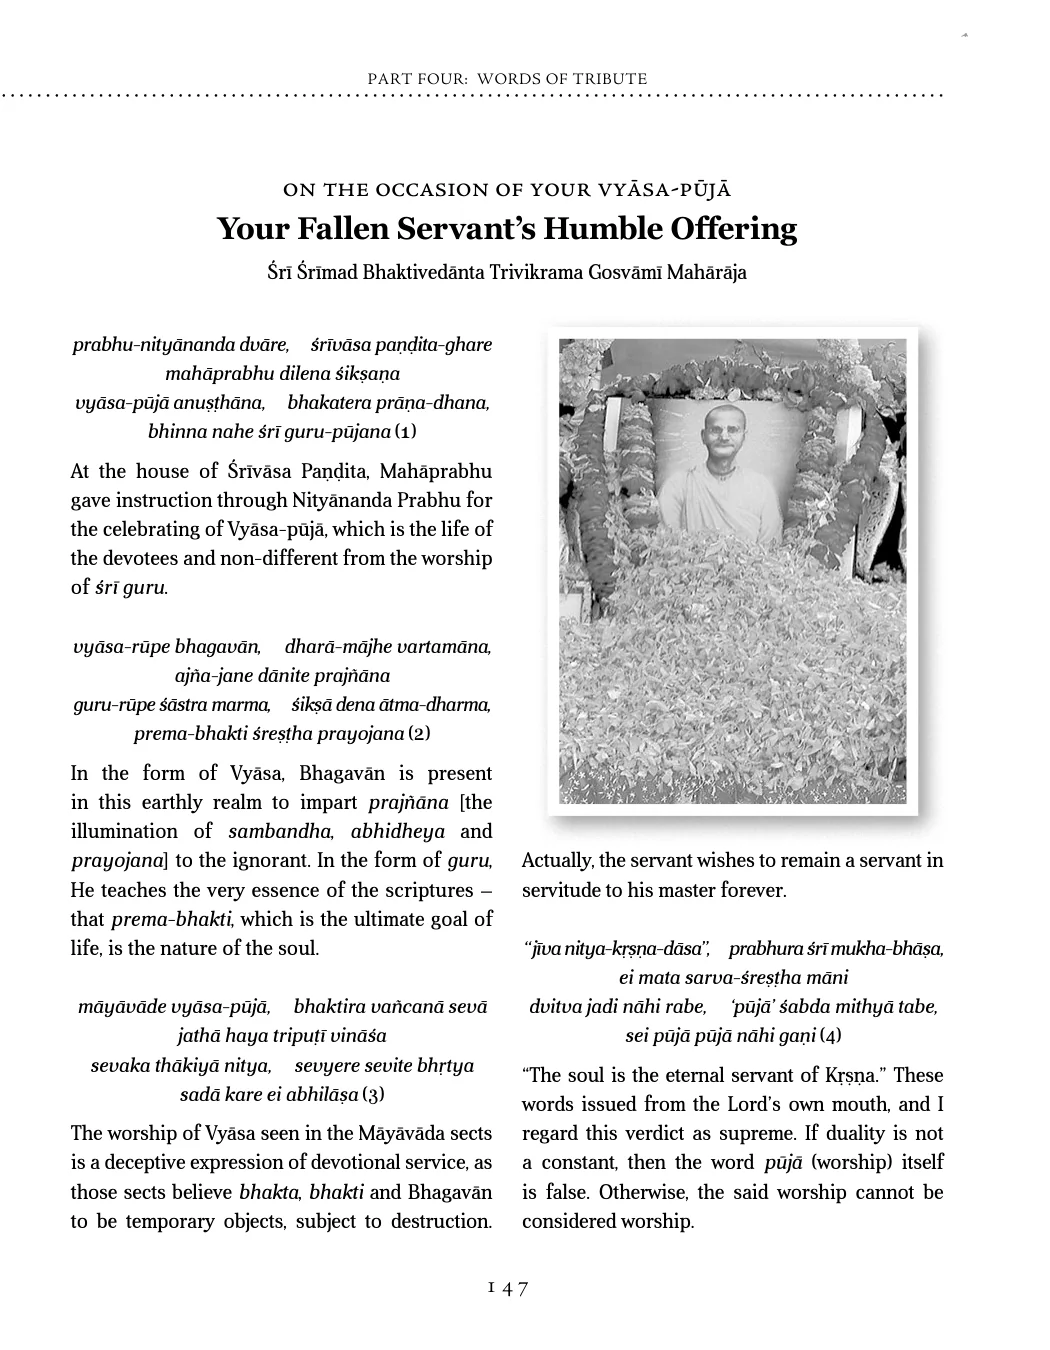 PART FOUR: WORDS OF TRIBUTE
ON THE OCCASION OF YOUR VYĀSA-PŪJĀ
Your Fallen Servant’s Humble Offering
Śrī Śrīmad Bhaktivedānta Trivikrama Gosvāmī Mahārāja
prabhu-nityānanda dvāre, śrīvāsa paṇḍita-ghare
mahāprabhu dilena śikṣaṇa
vyāsa-pūjā anuṣṭhāna, bhakatera prāṇa-dhana,
bhinna nahe śrī guru-pūjana (1)
At the house of Śrīvāsa Paṇḍita, Mahāprabhu
gave instruction through Nityānanda Prabhu for
the celebrating of Vyāsa-pūjā, which is the life of
the devotees and non-different from the worship
of śrī guru.
vyāsa-rūpe bhagavān, dharā-mājhe vartamāna,
ajña-jane dānite prajñāna
guru-rūpe śāstra marma, śikṣā dena ātma-dharma,
prema-bhakti śreṣṭha prayojana (2)
In the form of Vyāsa, Bhagavān is present
in this earthly realm to impart prajñāna [the
illumination of sambandha, abhidheya and
prayojana] to the ignorant. In the form of guru,
He teaches the very essence of the scriptures –
that prema-bhakti, which is the ultimate goal of
life, is the nature of the soul.
māyāvāde vyāsa-pūjā, bhaktira vañcanā sevā
jathā haya tripuṭī vināśa
sevaka thākiyā nitya, sevyere sevite bhṛtya
sadā kare ei abhilāṣa (3)
The worship of Vyāsa seen in the Māyāvāda sects
is a deceptive expression of devotional service, as
those sects believe bhakta, bhakti and Bhagavān
to be temporary objects, subject to destruction.
Actually, the servant wishes to remain a servant in
servitude to his master forever.
“jīva nitya-kṛṣṇa-dāsa”, prabhura śrī mukha-bhāṣa,
ei mata sarva-śreṣṭha māni
dvitva jadi nāhi rabe, ‘pūjā’ śabda mithyā tabe,
sei pūjā pūjā nāhi gaṇi (4)
“The soul is the eternal servant of Kṛṣṇa.” These
words issued from the Lord’s own mouth, and I
regard this verdict as supreme. If duality is not
a constant, then the word pūjā (worship) itself
is false. Otherwise, the said worship cannot be
considered worship.
147